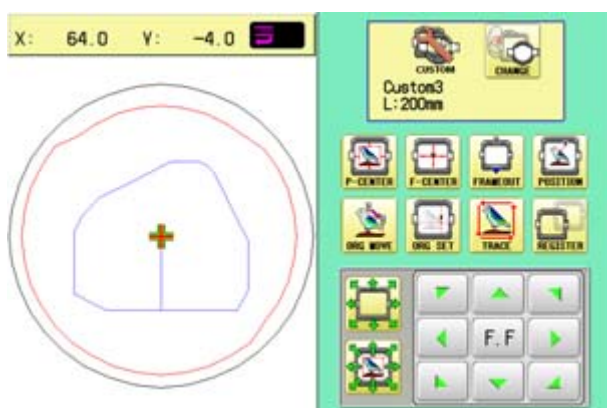 X: 64.0 Y: -4.0
CUSTOM
CHANGE
Custom3
L:200mm
P-CENTER F-CENTER FRAMEOUT POSITION
ORG MOVE ORG SET TRACE REGISTER
F.F